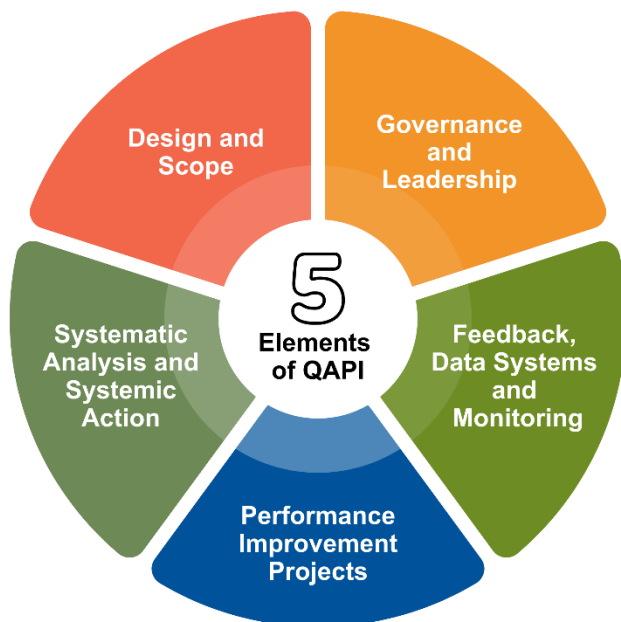 5
Elements
of QAPI
Design and
Scope
Governance
and
Leadership
Feedback,
Data Systems
and
Monitoring
Performance
Improvement
Projects
Systematic
Analysis and
Systemic
Action